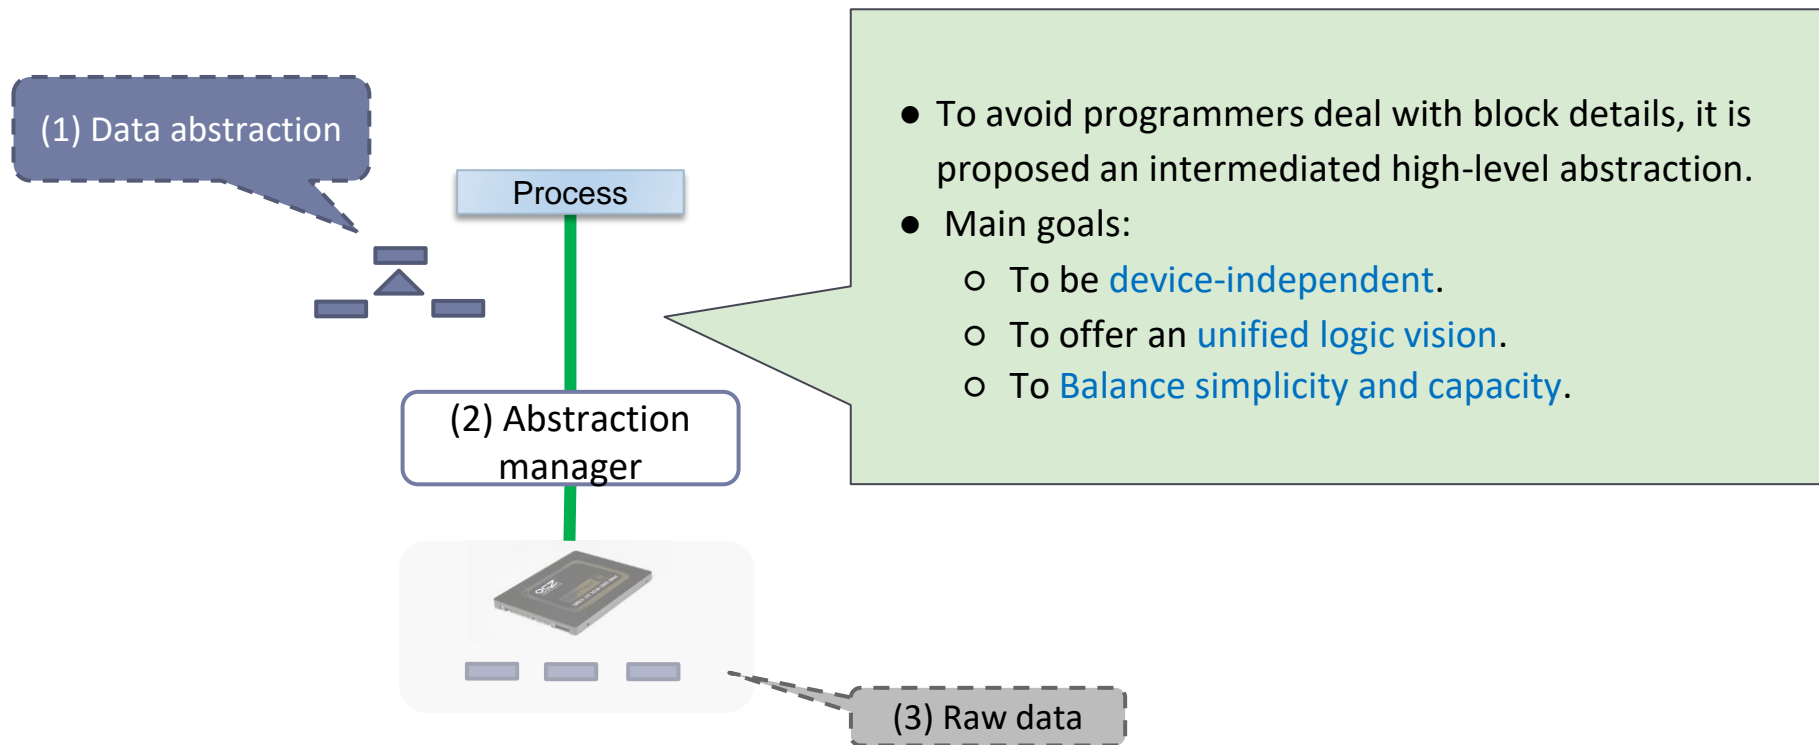 (1) Data abstraction
Process
(2) Abstraction
manager
OCZ
(3) Raw data
● To avoid programmers deal with block details, it is
proposed an intermediated high-level abstraction.
● Main goals:
○ To be device-independent.
○ To offer an unified logic vision.
○ To Balance simplicity and capacity.